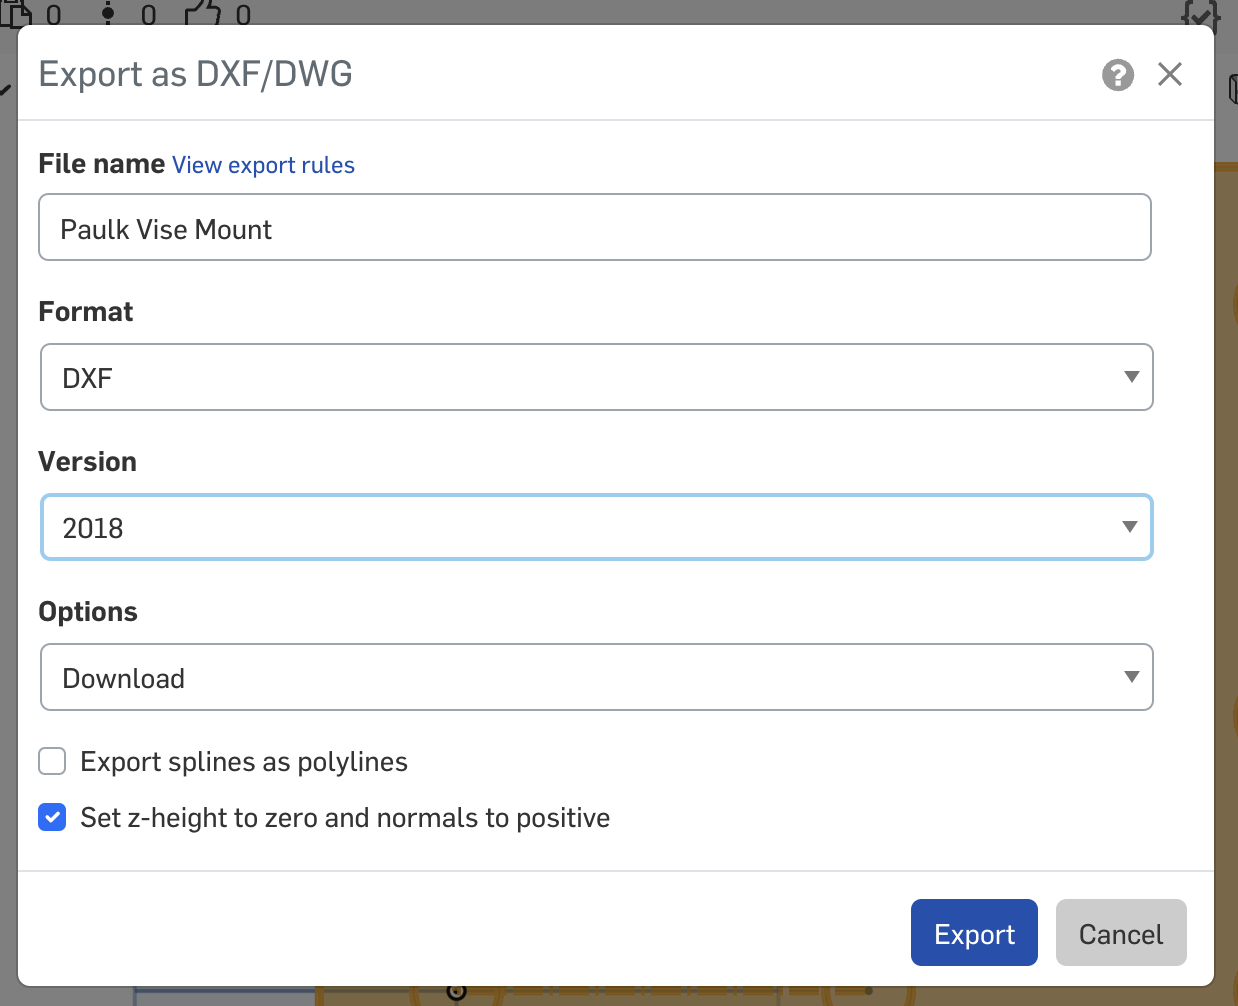 0 0 0
Export as DXF/DWG
File name View export rules
Paulk Vise Mount
Format
DXF
Version
2018
Options
Download
Export splines as polylines
Set z-height to zero and normals to positive
Export Cancel